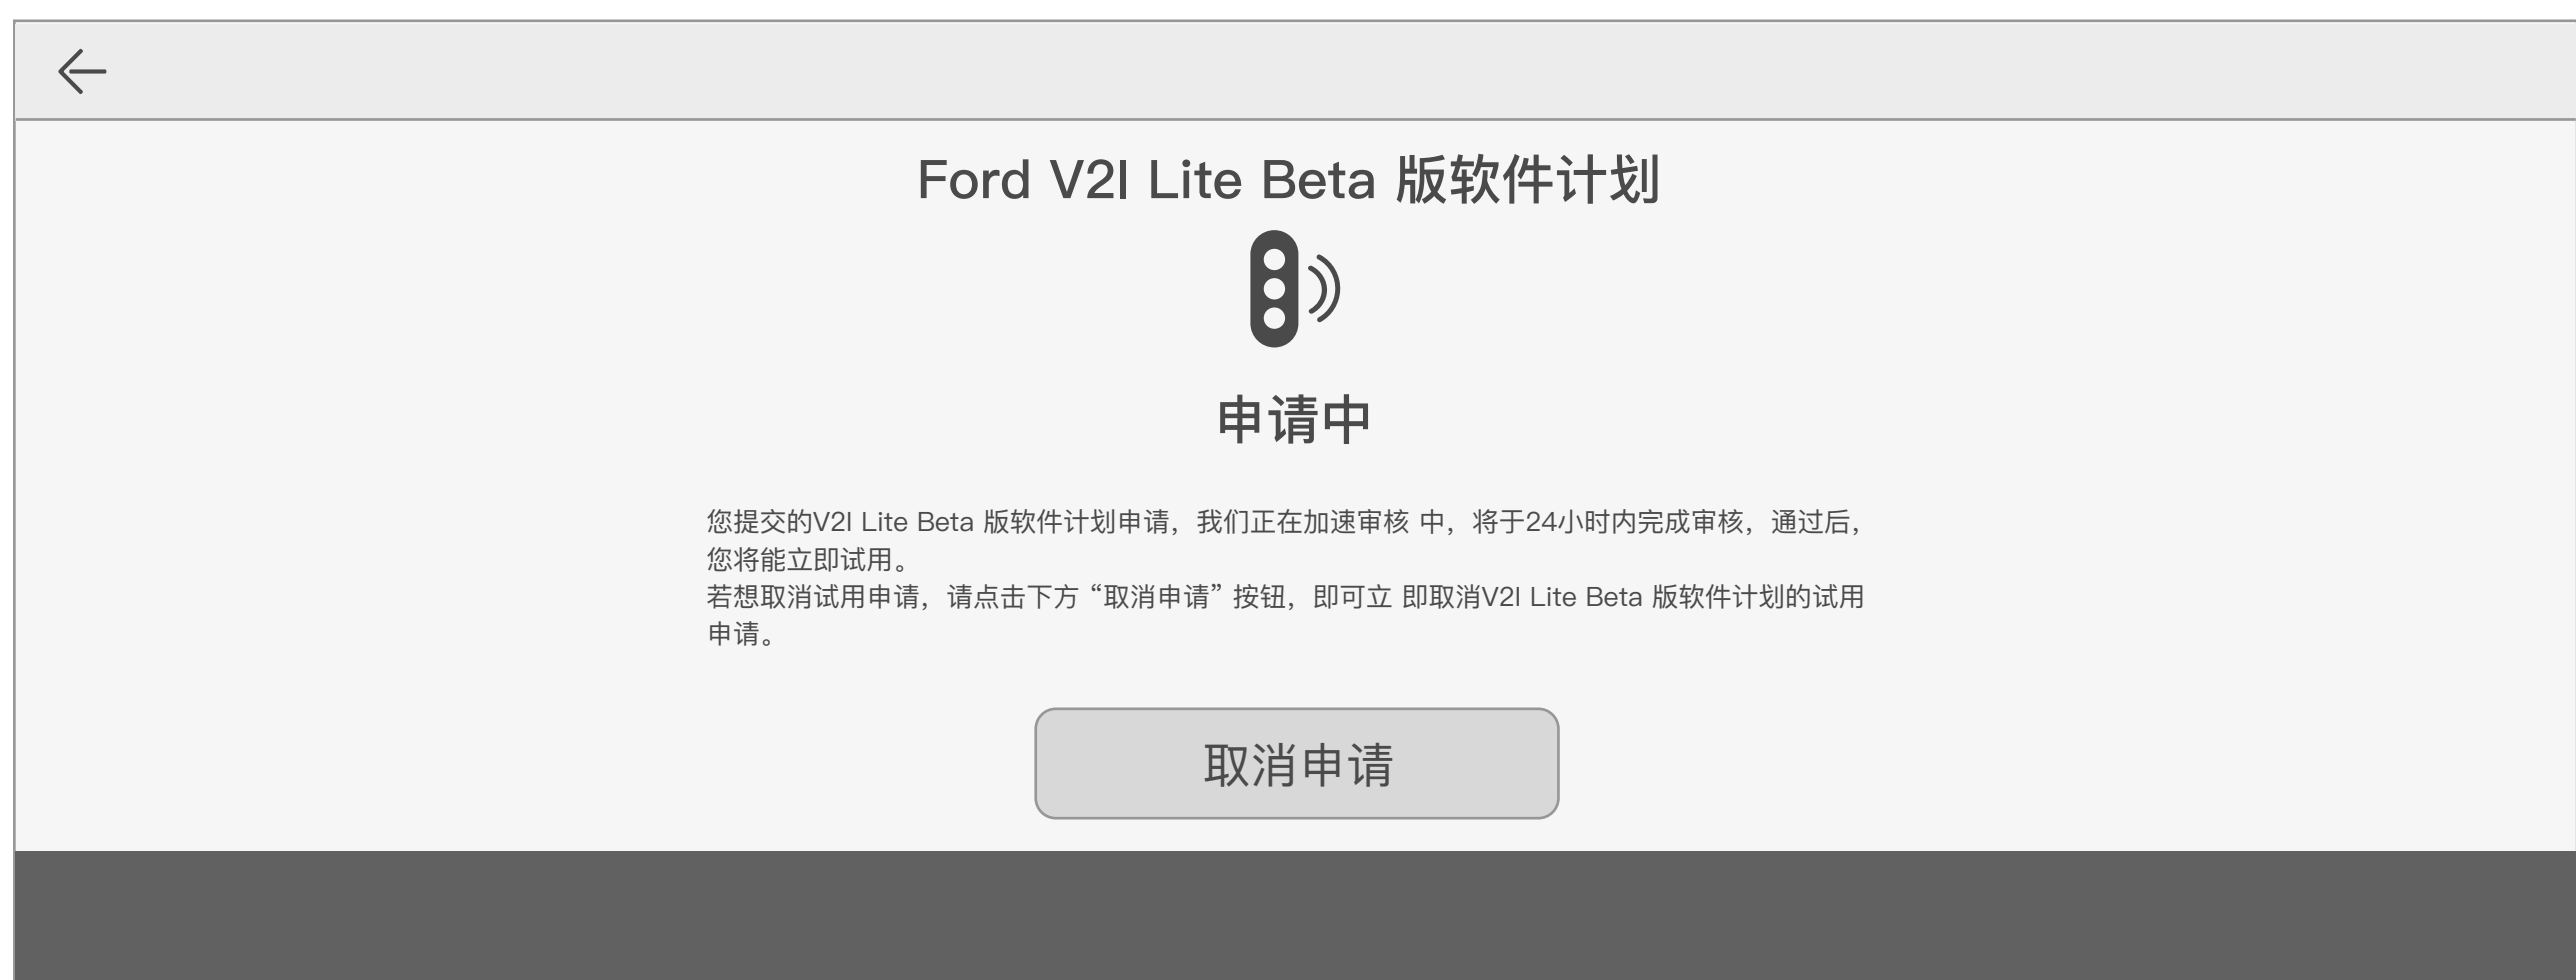 Ford V2I Lite Beta 版软件计划
申请中
您提交的V2I Lite Beta 版软件计划申请，我们正在加速审核 中，将于24小时内完成审核，通过后，
您将能立即试用。
若想取消试用申请，请点击下方“取消申请”按钮，即可立 即取消V2I Lite Beta 版软件计划的试用
申请。
取消申请